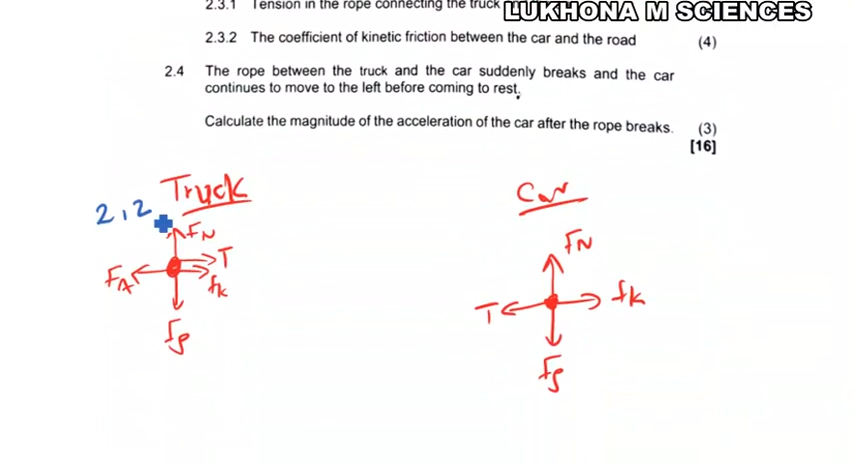 2.3.1 Tension in the rope connecting the truck
LUKHONA M SCIENCES
2.3.2 The coefficient of kinetic friction between the car and the road (4)
2.4 The rope between the truck and the car suddenly breaks and the car
continues to move to the left before coming to rest.
Calculate the magnitude of the acceleration of the car after the rope breaks. (3)
[16]
2,2 Truck
Car
FN
FN
FA T
fk
T fk
Fg
Fg